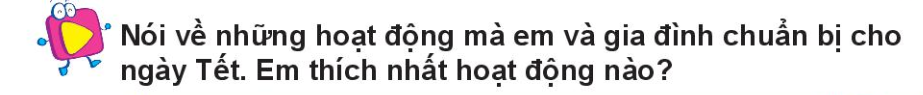 Nói về những hoạt động mà em và gia đình chuẩn bị cho
ngày Tết. Em thích nhất hoạt động nào?